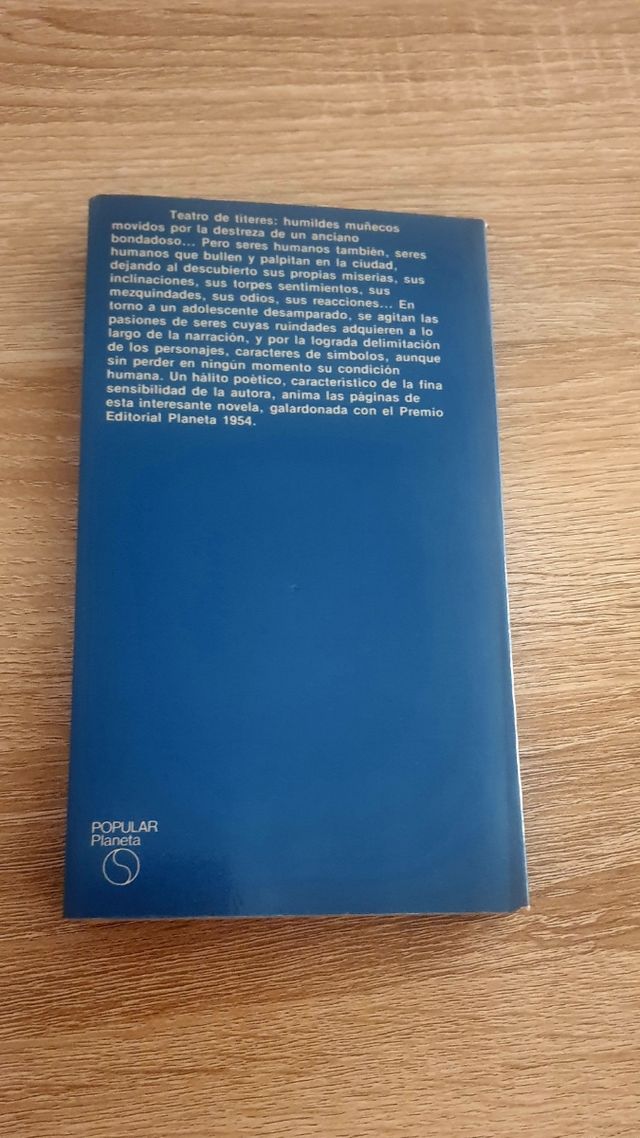 Teatro de títeres: humildes muñecos
movidos por la destreza de un anciano
bondadoso... Pero seres humanos también, seres
humanos que bullen y palpitan en la ciudad,
dejando al descubierto sus propias miserias, sus
inclinaciones, sus torpes sentimientos, sus
mezquindades, sus odios, sus reacciones... En
torno a un adolescente desamparado, se agitan las
pasiones de seres cuyas ruindades adquieren a lo
largo de la narración, y por la lograda delimitación
de los personajes, caracteres de símbolos, aunque
sin perder en ningún momento su condición
humana. Un hálito poético, característico de la fina
sensibilidad de la autora, anima las páginas de
esta interesante novela, galardonada con el Premio
Editorial Planeta 1954.
POPULAR
Planeta